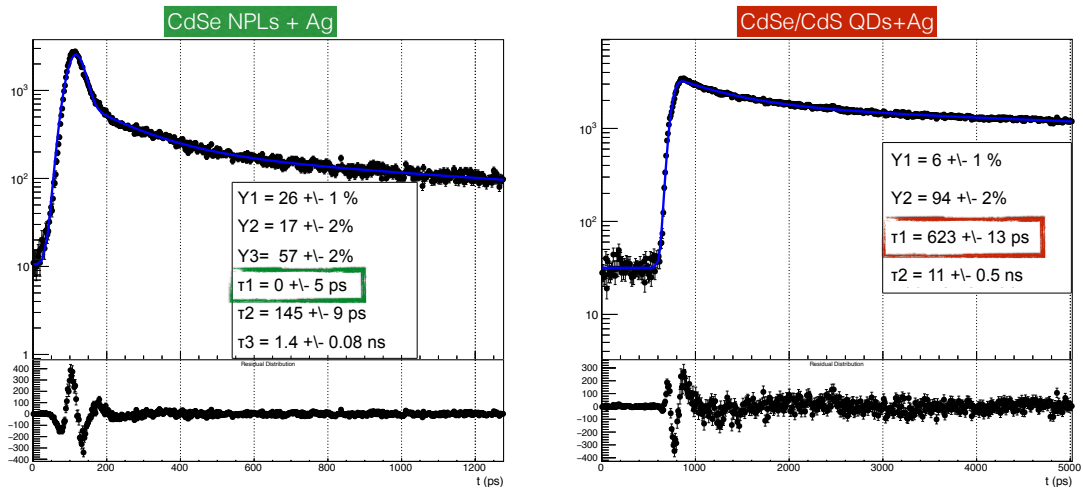 CdSe NPLs + Ag
10³
10²
10
1
Y1 = 26 +\- 1 %
Y2 = 17 +\- 2%
Y3= 57 +\- 2%
τ1 = 0 +\- 5 ps
τ2 = 145 +\- 9 ps
τ3 = 1.4 +\- 0.08 ns
Residual Distribution
400
300
200
100
0
−100
−200
−300
−400
0 200 400 600 800 1000 1200
t (ps)
CdSe/CdS QDs+Ag
10³
10²
10
1
Y1 = 6 +\- 1 %
Y2 = 94 +\- 2%
τ1 = 623 +\- 13 ps
τ2 = 11 +\- 0.5 ns
Residual Distribution
300
200
100
0
−100
−200
−300
−400
0 1000 2000 3000 4000 5000
t (ps)